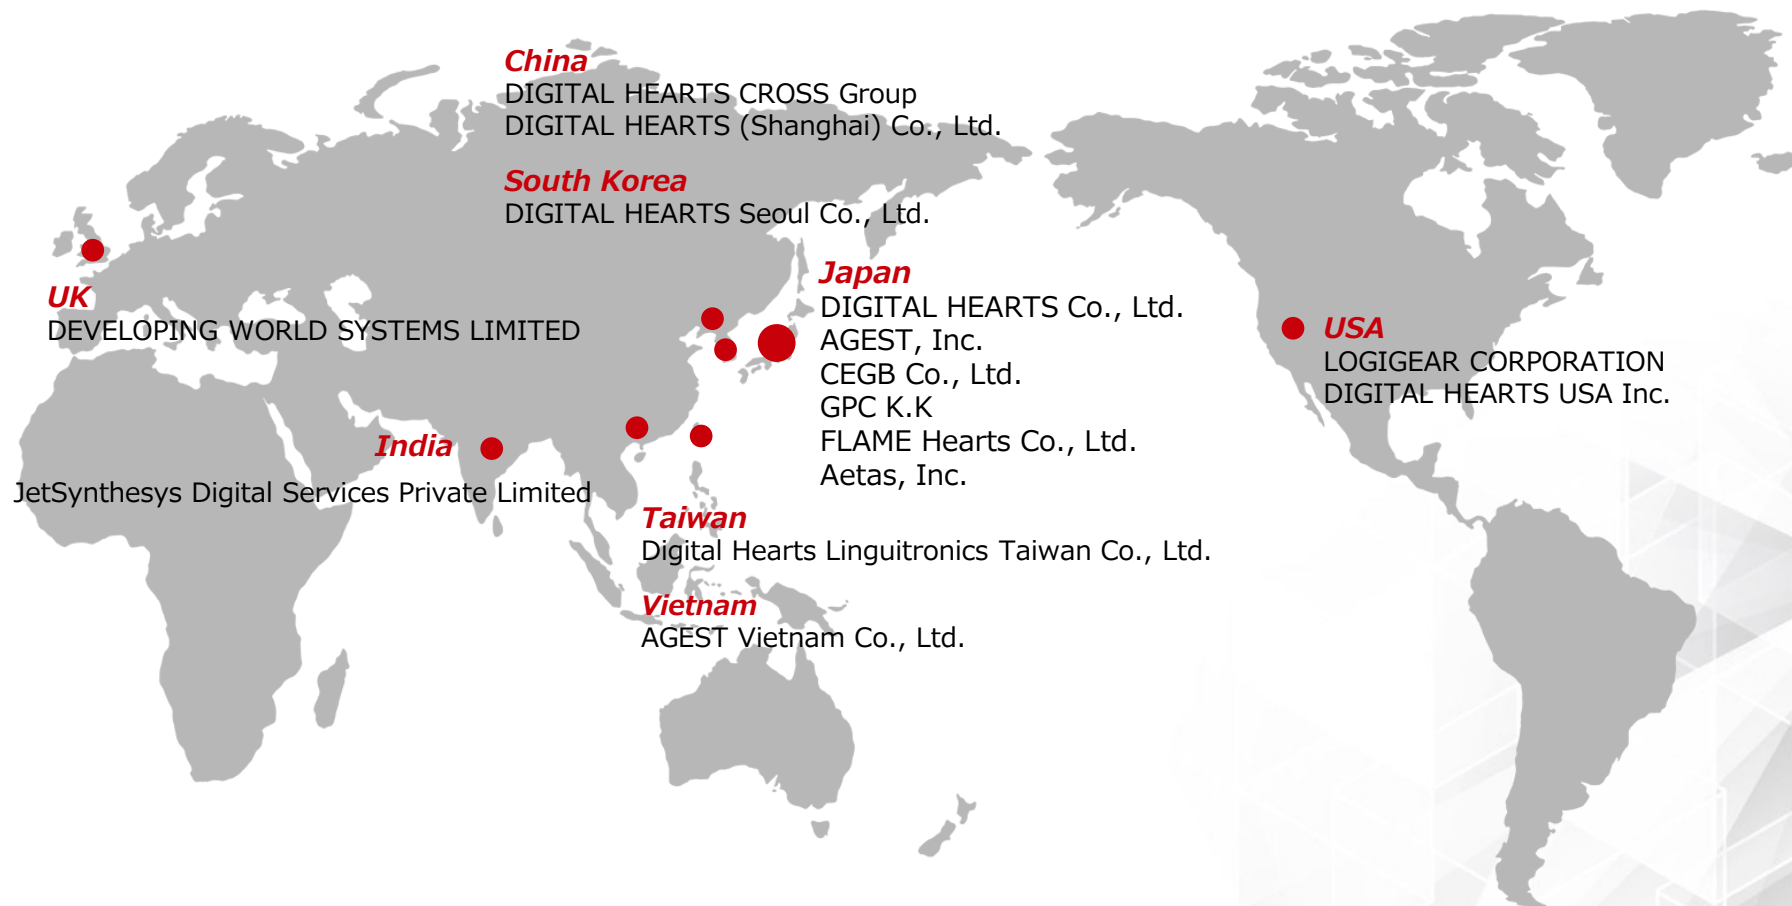 China
DIGITAL HEARTS CROSS Group
DIGITAL HEARTS (Shanghai) Co., Ltd.
South Korea
DIGITAL HEARTS Seoul Co., Ltd.
UK
DEVELOPING WORLD SYSTEMS LIMITED
Japan
DIGITAL HEARTS Co., Ltd.
AGEST, Inc.
CEGB Co., Ltd.
GPC K.K
FLAME Hearts Co., Ltd.
Aetas, Inc.
USA
LOGIGEAR CORPORATION
DIGITAL HEARTS USA Inc.
India
JetSynthesys Digital Services Private Limited
Taiwan
Digital Hearts Linguitronics Taiwan Co., Ltd.
Vietnam
AGEST Vietnam Co., Ltd.